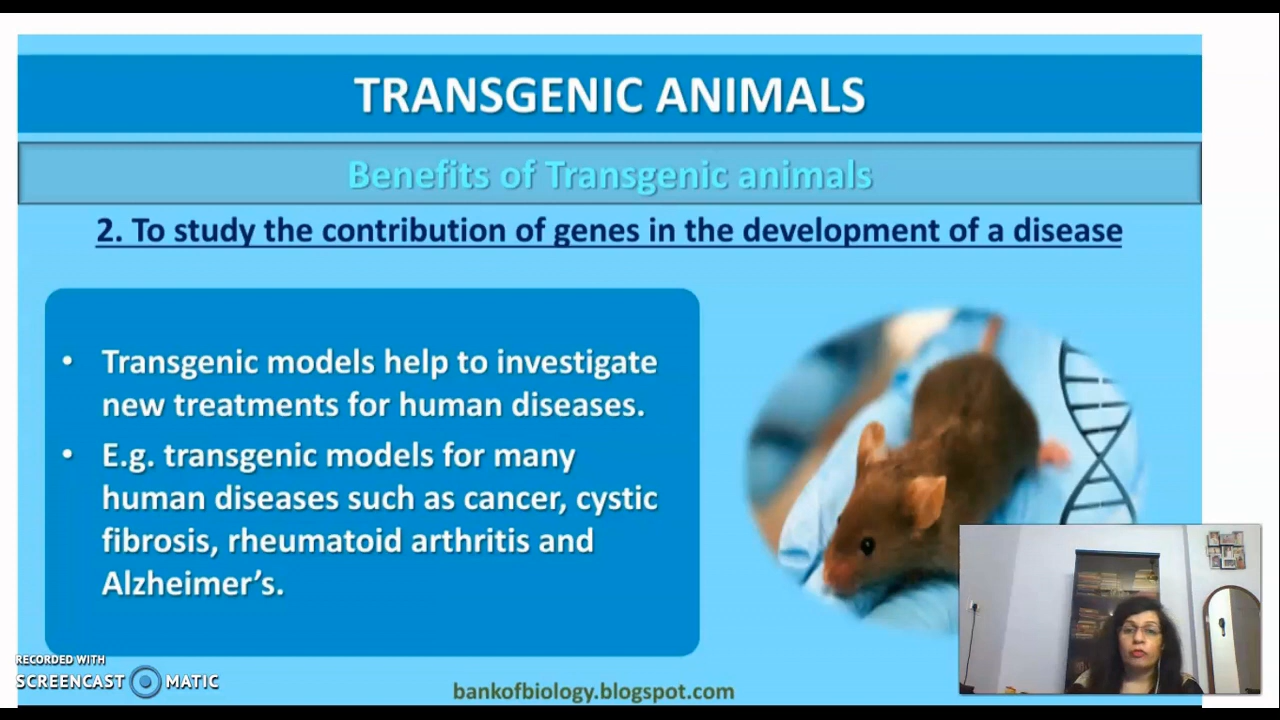 TRANSGENIC ANIMALS
Benefits of Transgenic animals
2. To study the contribution of genes in the development of a disease
• Transgenic models help to investigate
new treatments for human diseases.
• E.g. transgenic models for many
human diseases such as cancer, cystic
fibrosis, rheumatoid arthritis and
Alzheimer’s.
RECORDED WITH
SCREENCAST MATIC
bankofbiology.blogspot.com